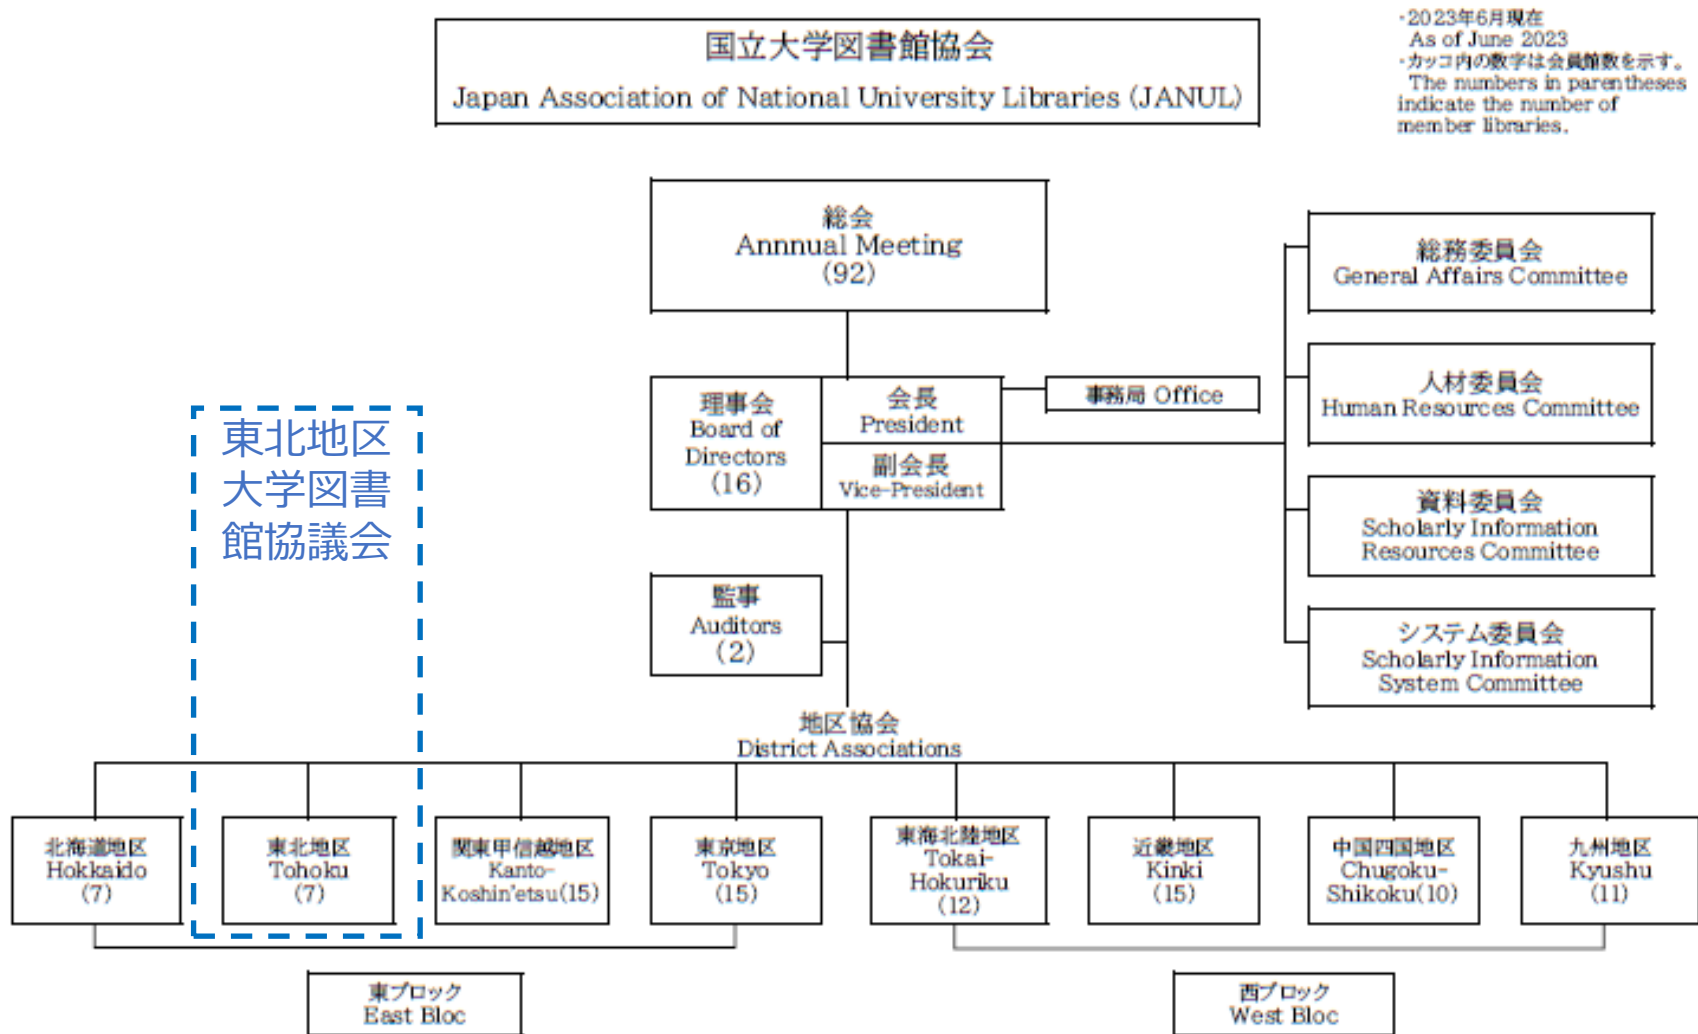 国立大学図書館協会
Japan Association of National University Libraries (JANUL)
・2023年6月現在
As of June 2023
・カッコ内の数字は会員館数を示す。
The numbers in parentheses
indicate the number of
member libraries.
総会
Annnual Meeting
(92)
総務委員会
General Affairs Committee
人材委員会
Human Resources Committee
理事会
Board of
Directors
(16)
会長
President
副会長
Vice-President
事務局 Office
資料委員会
Scholarly Information
Resources Committee
監事
Auditors
(2)
システム委員会
Scholarly Information
System Committee
東北地区
大学図書
館協議会
地区協会
District Associations
北海道地区
Hokkaido
(7)
東北地区
Tohoku
(7)
関東甲信越地区
Kanto-
Koshin'etsu(15)
東京地区
Tokyo
(15)
東海北陸地区
Tokai-
Hokuriku
(12)
近畿地区
Kinki
(15)
中国四国地区
Chugoku-
Shikoku(10)
九州地区
Kyushu
(11)
東ブロック
East Bloc
西ブロック
West Bloc